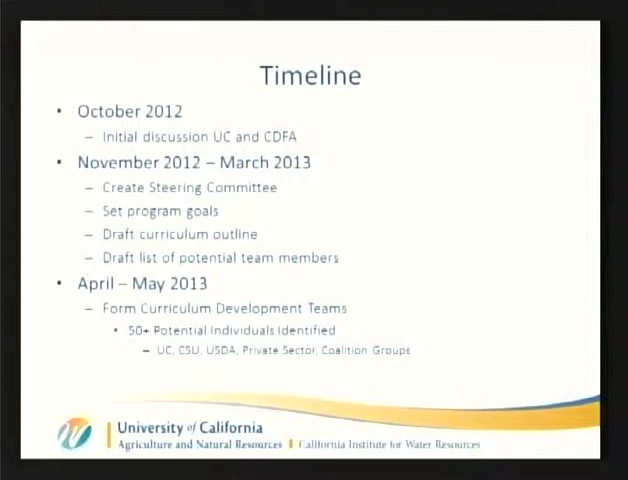 Timeline
• October 2012
– Initial discussion UC and CDFA
• November 2012 – March 2013
– Create Steering Committee
– Set program goals
– Draft curriculum outline
– Draft list of potential team members
• April – May 2013
– Form Curriculum Development Teams
• 50+ Potential Individuals Identified
– UC, CSU, USDA, Private Sector, Coalition Groups
University of California
Agriculture and Natural Resources | California Institute for Water Resources